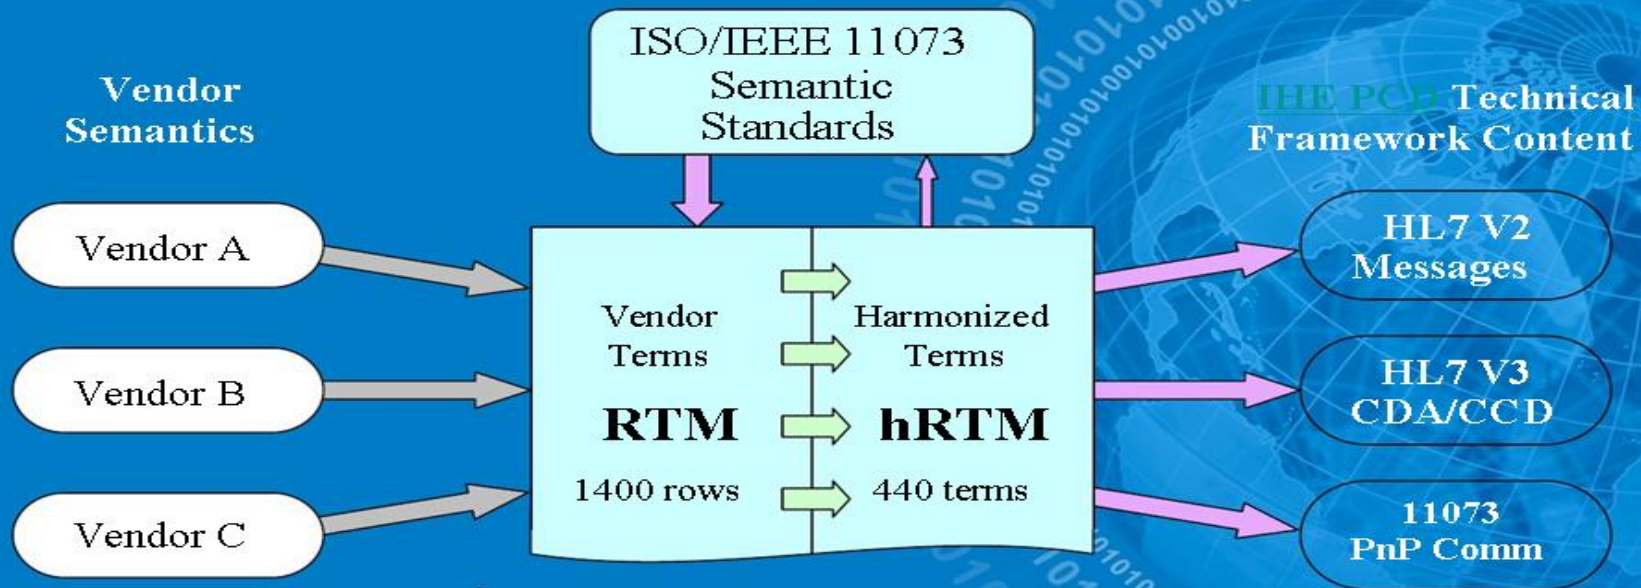 ISO/IEEE 11073
Semantic
Standards
Vendor
Semantics
IHE PCD Technical
Framework Content
Vendor A
Vendor B
Vendor C
Vendor
Terms
RTM
1400 rows
Harmonized
Terms
hRTM
440 terms
HL7 V2
Messages
HL7 V3
CDA/CCD
11073
PnP Comm